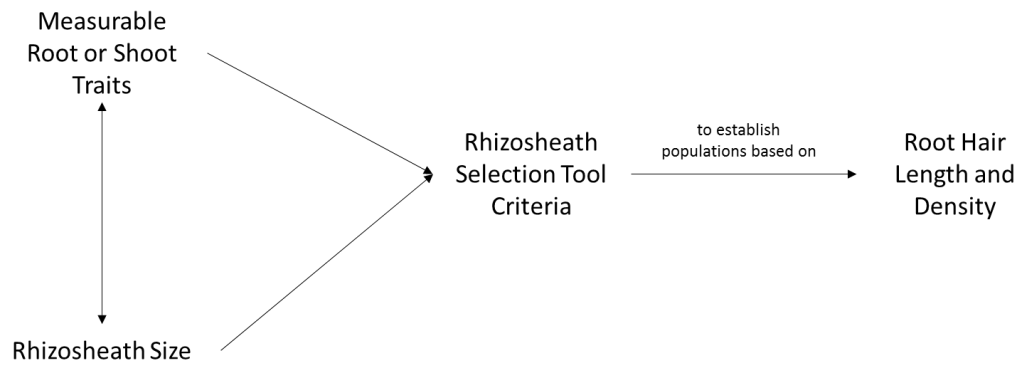 Measurable
Root or Shoot
Traits
Rhizosheath Size
Rhizosheath
Selection Tool
Criteria
to establish
populations based on
Root Hair
Length and
Density